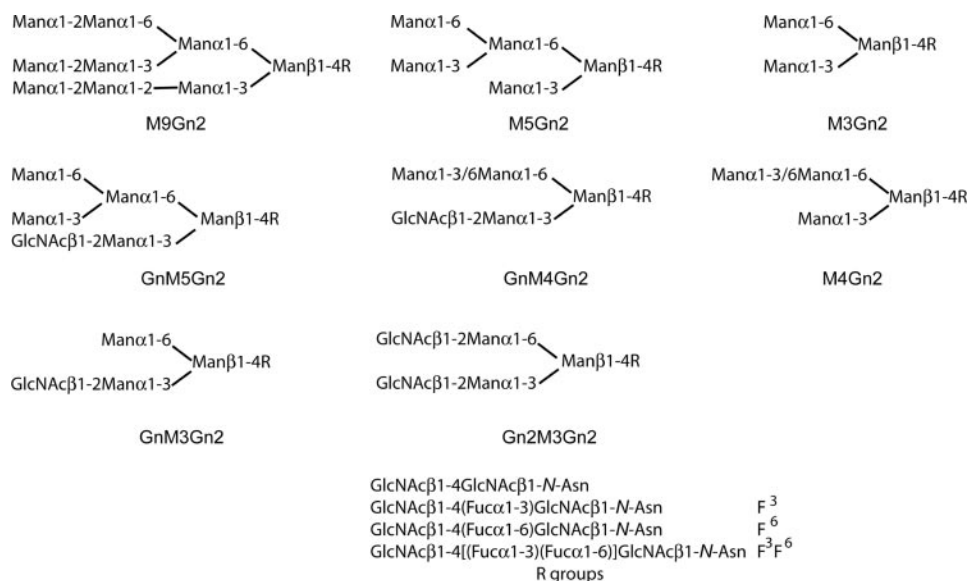 Manα1-2Manα1-6
Manα1-6
Manα1-2Manα1-3
Manβ1-4R
Manα1-2Manα1-2
Manα1-3
M9Gn2
Manα1-6
Manα1-6
Manα1-3
Manβ1-4R
Manα1-3
M5Gn2
Manα1-6
Manβ1-4R
Manα1-3
M3Gn2
Manα1-6
Manα1-6
Manα1-3
Manβ1-4R
GlcNAcβ1-2Manα1-3
GnM5Gn2
Manα1-3/6Manα1-6
Manβ1-4R
GlcNAcβ1-2Manα1-3
GnM4Gn2
Manα1-3/6Manα1-6
Manβ1-4R
Manα1-3
M4Gn2
Manα1-6
Manβ1-4R
GlcNAcβ1-2Manα1-3
GnM3Gn2
GlcNAcβ1-2Manα1-6
Manβ1-4R
GlcNAcβ1-2Manα1-3
Gn2M3Gn2
GlcNAcβ1-4GlcNAcβ1-N-Asn
GlcNAcβ1-4(Fucα1-3)GlcNAcβ1-N-Asn F³
GlcNAcβ1-4(Fucα1-6)GlcNAcβ1-N-Asn F⁶
GlcNAcβ1-4[(Fucα1-3)(Fucα1-6)]GlcNAcβ1-N-Asn F³F⁶
R groups